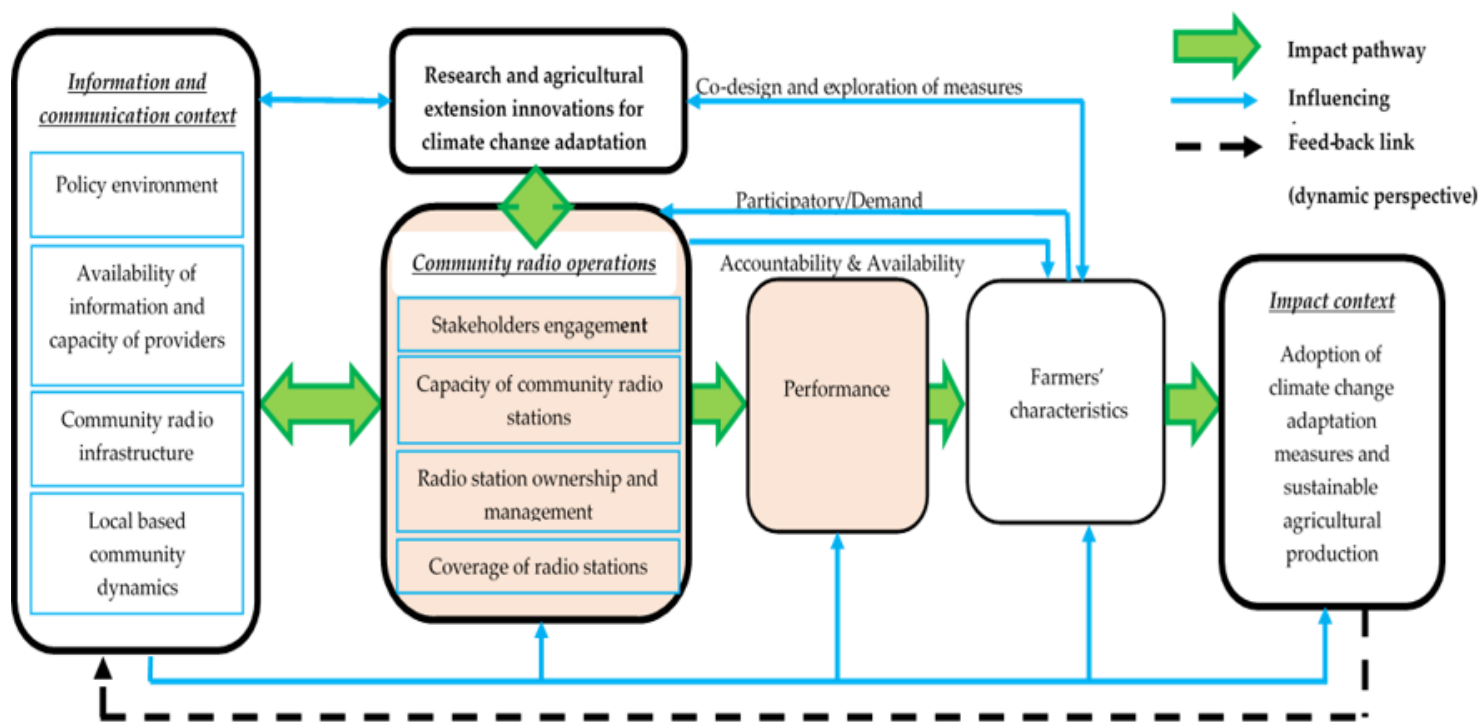 Information and
communication context
Policy environment
Availability of
information and
capacity of providers
Community radio
infrastructure
Local based
community
dynamics
Research and agricultural
extension innovations for
climate change adaptation
Community radio operations
Stakeholders engagement
Capacity of community radio
stations
Radio station ownership and
management
Coverage of radio stations
Co-design and exploration of measures
Participatory/Demand
Accountability & Availability
Performance
Farmers'
characteristics
Impact context
Adoption of
climate change
adaptation
measures and
sustainable
agricultural
production
Impact pathway
Influencing
Feed-back link
(dynamic perspective)